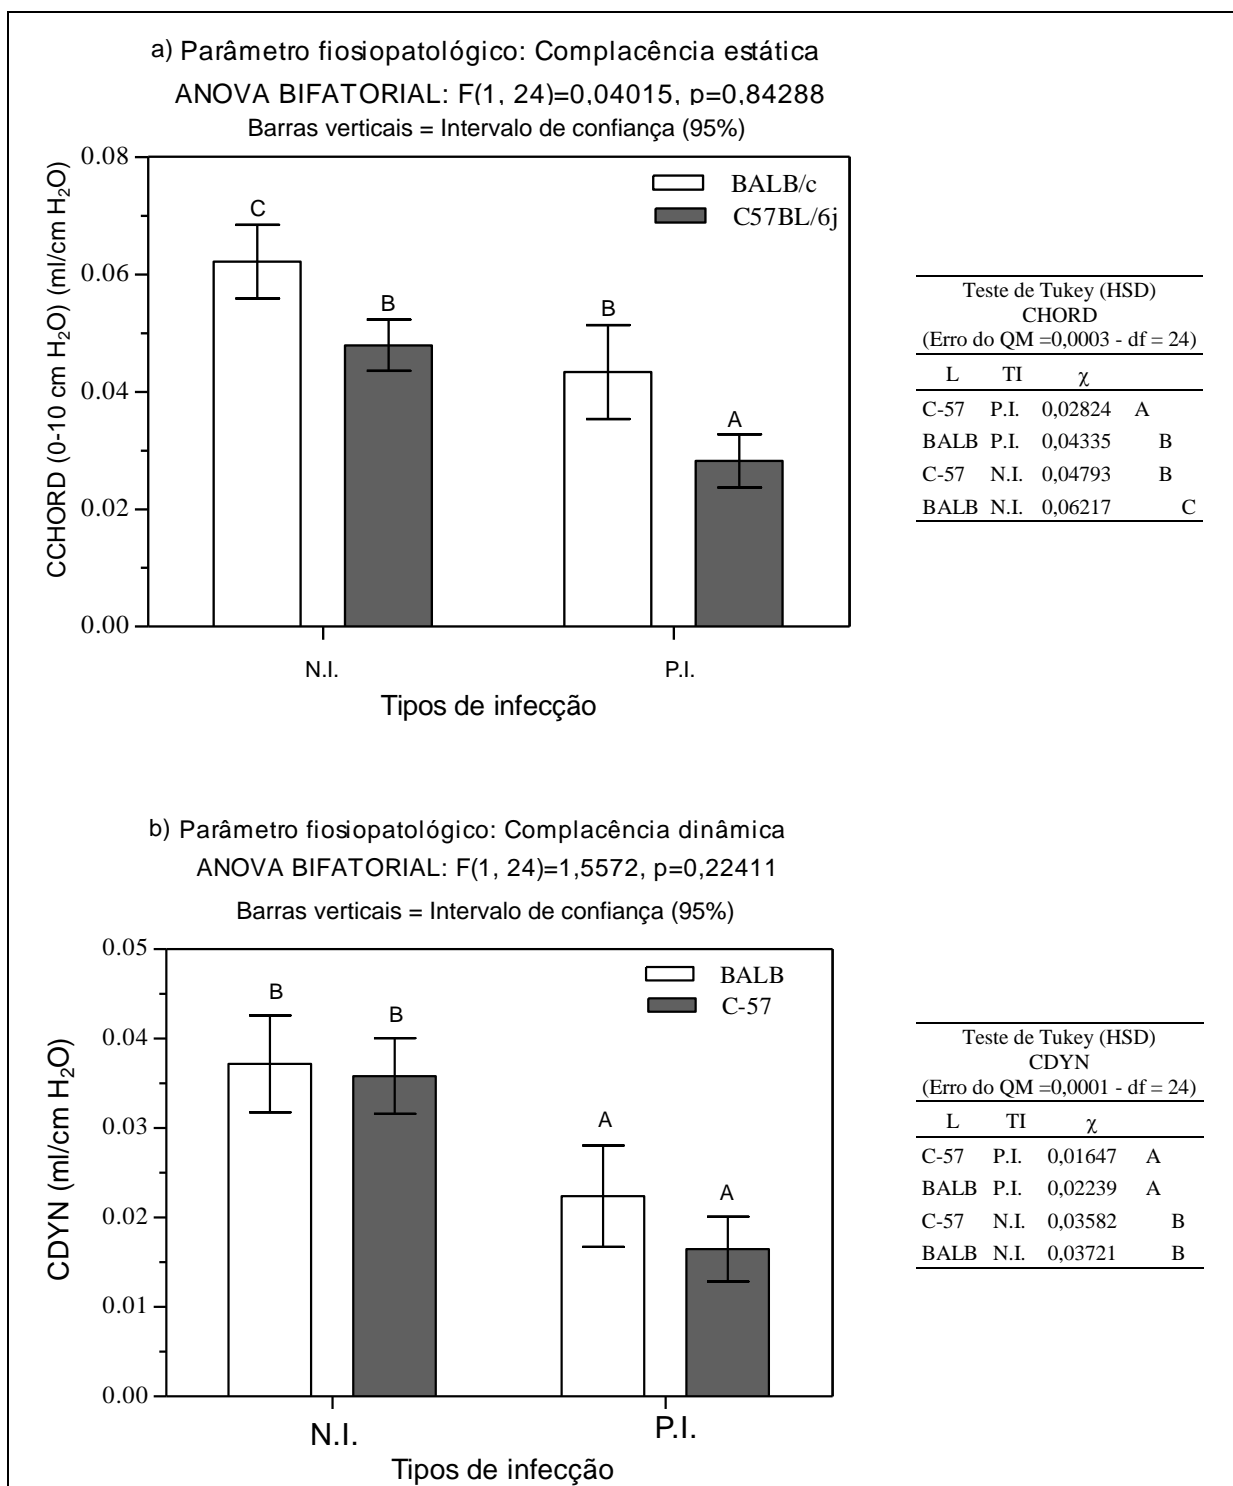 a) Parâmetro fiosiopatológico: Complacência estática
ANOVA BIFATORIAL: F(1, 24)=0,04015, p=0,84288
Barras verticais = Intervalo de confiança (95%)
CCHORD (0-10 cm H₂O) (ml/cm H₂O)
0.08
0.06
0.04
0.02
0.00
BALB/c
C57BL/6j
C
B
B
A
N.I.
P.I.
Tipos de infecção
Teste de Tukey (HSD)
CHORD
(Erro do QM =0,0003 - df = 24)
L TI χ
C-57 P.I. 0,02824 A
BALB P.I. 0,04335 B
C-57 N.I. 0,04793 B
BALB N.I. 0,06217 C
b) Parâmetro fiosiopatológico: Complacência dinâmica
ANOVA BIFATORIAL: F(1, 24)=1,5572, p=0,22411
Barras verticais = Intervalo de confiança (95%)
CDYN (ml/cm H₂O)
0.05
0.04
0.03
0.02
0.01
0.00
BALB
C-57
B
B
A
A
N.I.
P.I.
Tipos de infecção
Teste de Tukey (HSD)
CDYN
(Erro do QM =0,0001 - df = 24)
L TI χ
C-57 P.I. 0,01647 A
BALB P.I. 0,02239 A
C-57 N.I. 0,03582 B
BALB N.I. 0,03721 B